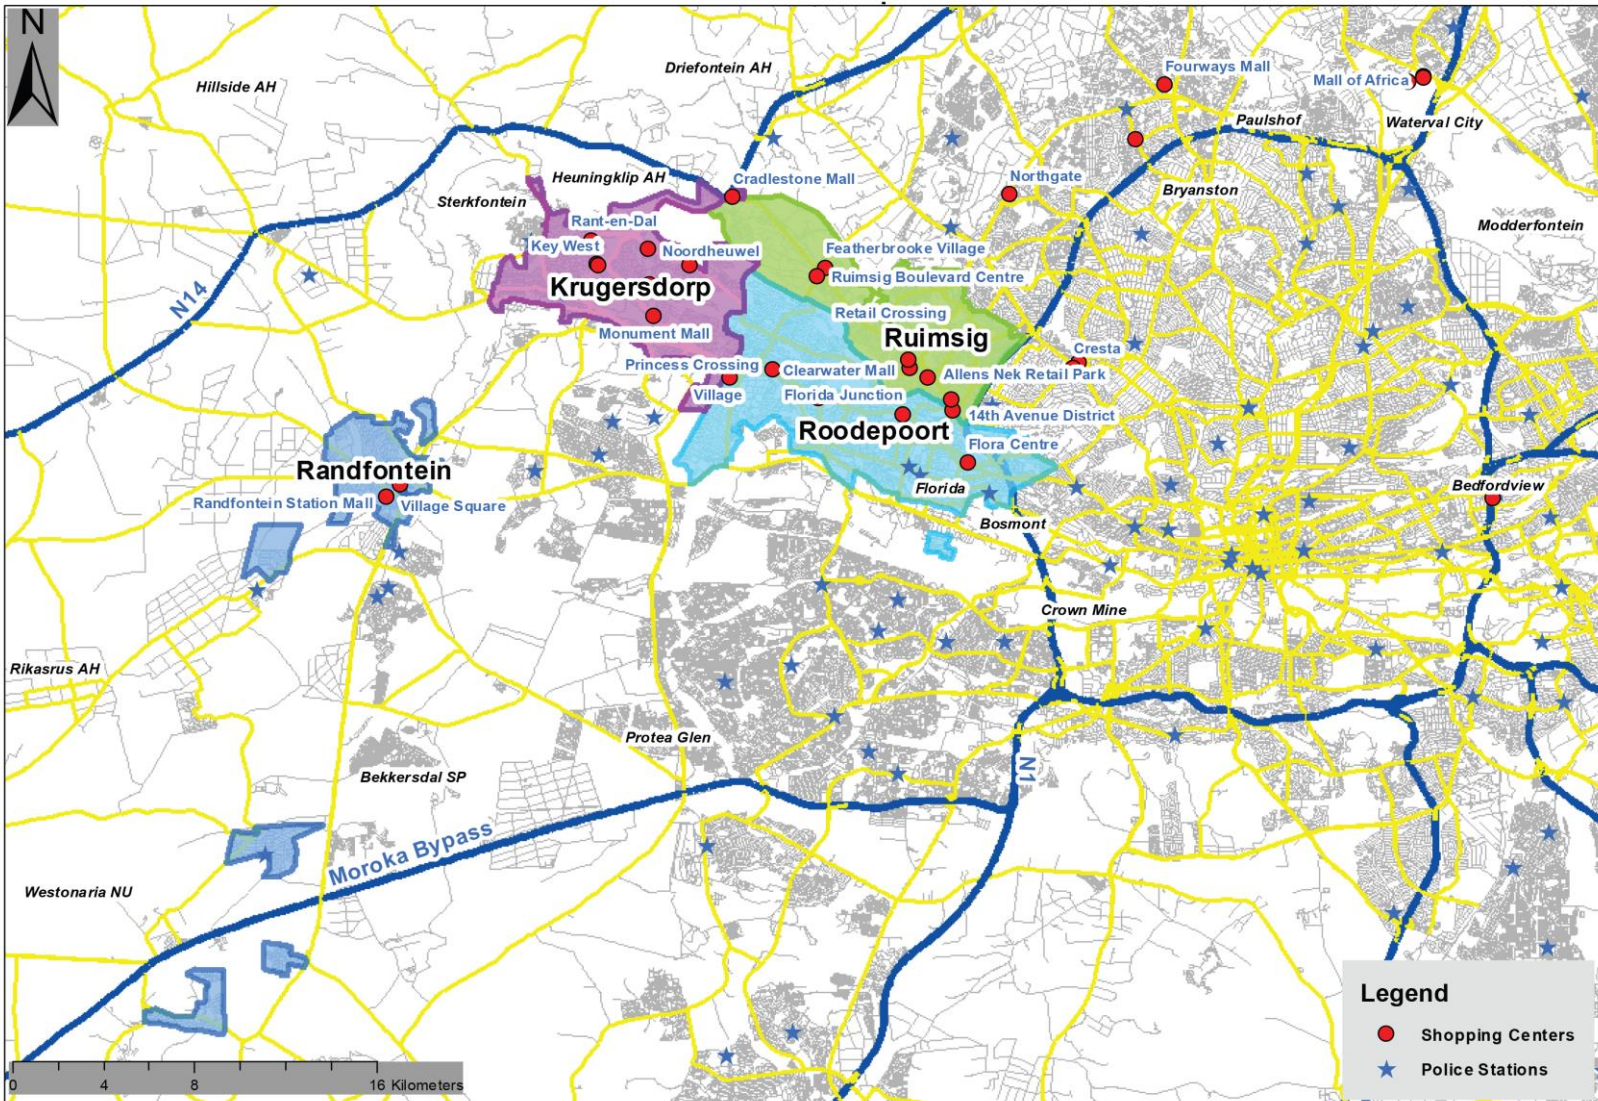 N
Hillside AH
Driefontein AH
Fourways Mall
Mall of Africa
Paulshof
Waterval City
Heuningklip AH
Cradlestone Mall
Northgate
Bryanston
Sterkfontein
Rant-en-Dal
Modderfontein
Key West
Noordheuwel
Featherbrooke Village
Ruimsig Boulevard Centre
Krugersdorp
N14
Retail Crossing
Monument Mall
Ruimsig
Cresta
Princess Crossing
Clearwater Mall
Allens Nek Retail Park
Village
Florida Junction
14th Avenue District
Roodepoort
Flora Centre
Randfontein
Florida
Bedfordview
Randfontein Station Mall
Village Square
Bosmont
Crown Mine
Rikasrus AH
Protea Glen
N1
Bekkersdal SP
Moroka Bypass
Westonaria NU
Legend
Shopping Centers
Police Stations
0 4 8 16 Kilometers